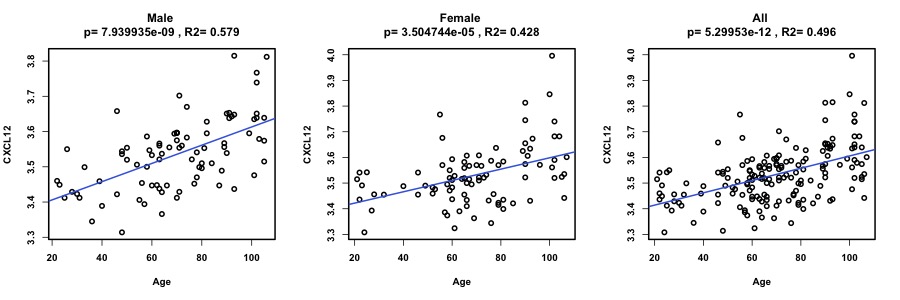 Male
p= 7.939935e-09 , R2= 0.579
CXCL12
3.8
3.7
3.6
3.5
3.4
3.3
20 40 60 80 100
Age
Female
p= 3.504744e-05 , R2= 0.428
CXCL12
4.0
3.9
3.8
3.7
3.6
3.5
3.4
3.3
20 40 60 80 100
Age
All
p= 5.29953e-12 , R2= 0.496
CXCL12
4.0
3.9
3.8
3.7
3.6
3.5
3.4
3.3
20 40 60 80 100
Age